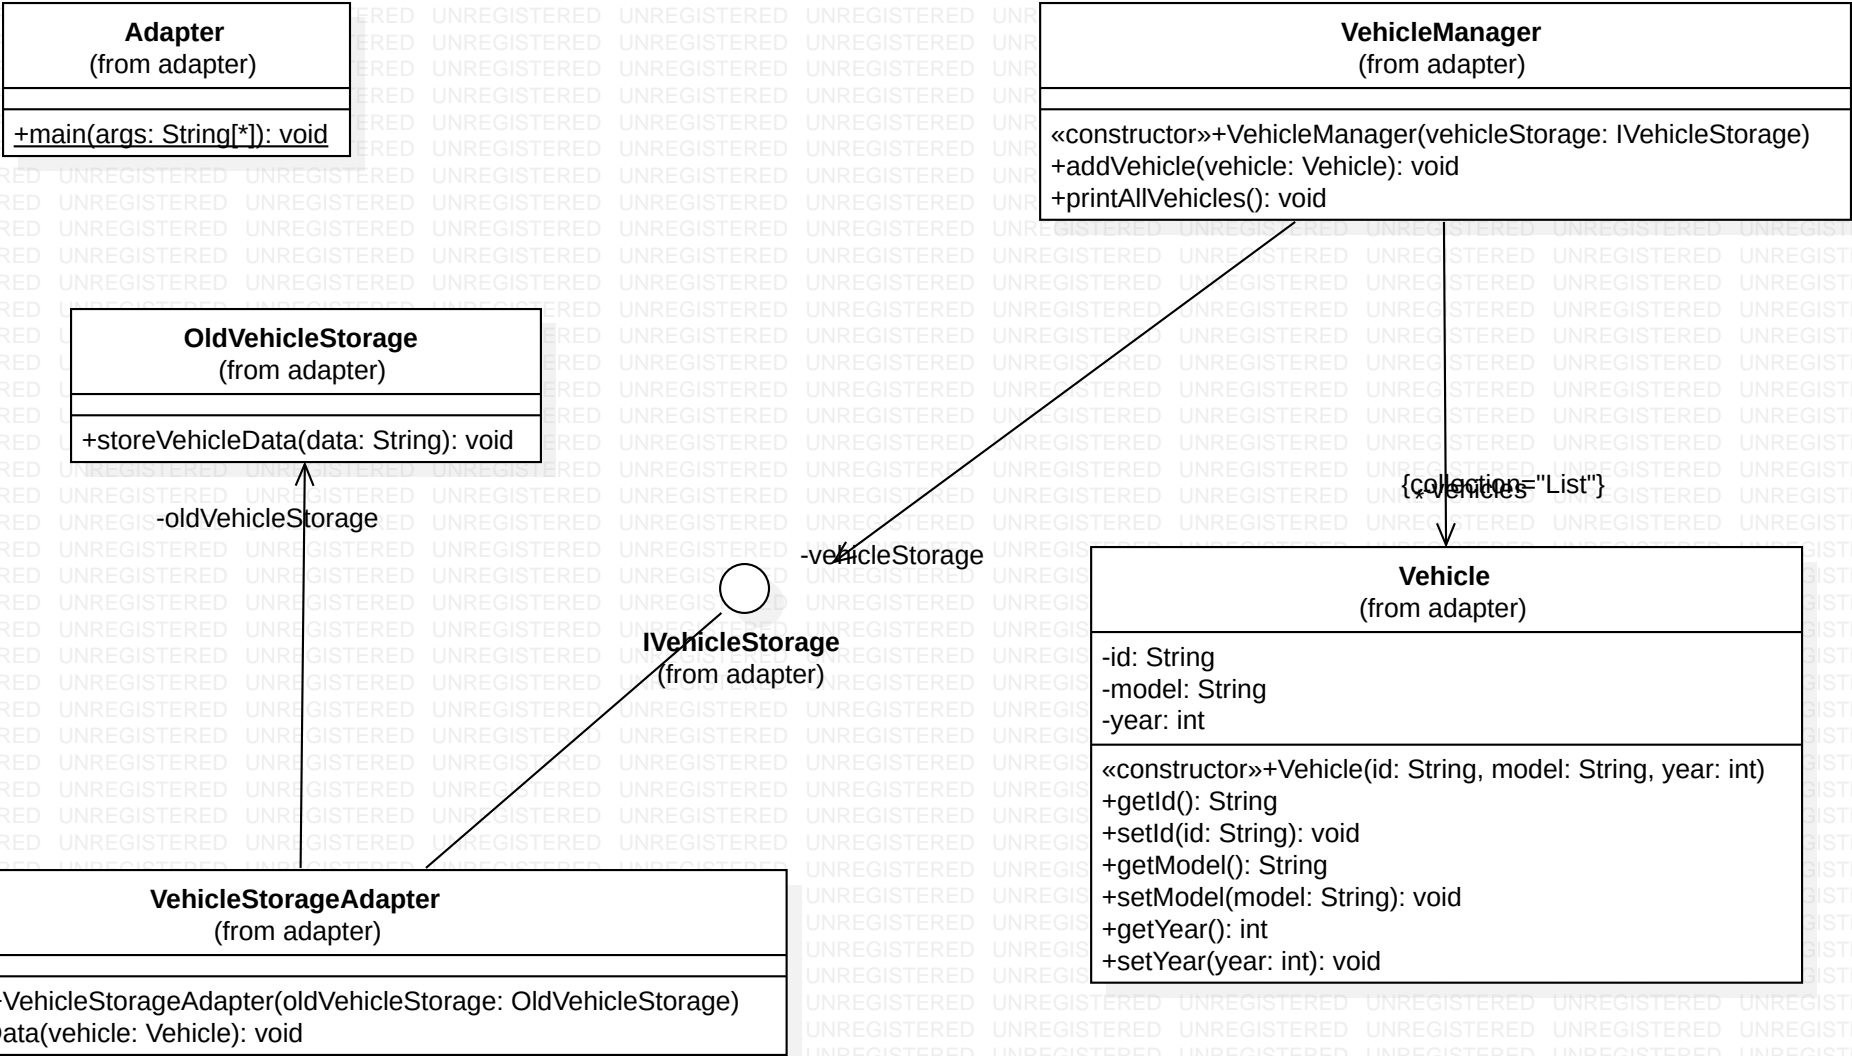 Adapter
(from adapter)
+main(args: String[*]): void
VehicleManager
(from adapter)
«constructor»+VehicleManager(vehicleStorage: IVehicleStorage)
+addVehicle(vehicle: Vehicle): void
+printAllVehicles(): void
OldVehicleStorage
(from adapter)
+storeVehicleData(data: String): void
-oldVehicleStorage
{collection="List"}
*
-vehicles
-vehicleStorage
IVehicleStorage
(from adapter)
Vehicle
(from adapter)
-id: String
-model: String
-year: int
«constructor»+Vehicle(id: String, model: String, year: int)
+getId(): String
+setId(id: String): void
+getModel(): String
+setModel(model: String): void
+getYear(): int
+setYear(year: int): void
VehicleStorageAdapter
(from adapter)
+VehicleStorageAdapter(oldVehicleStorage: OldVehicleStorage)
(vehicle: Vehicle): void
UNREGISTERED